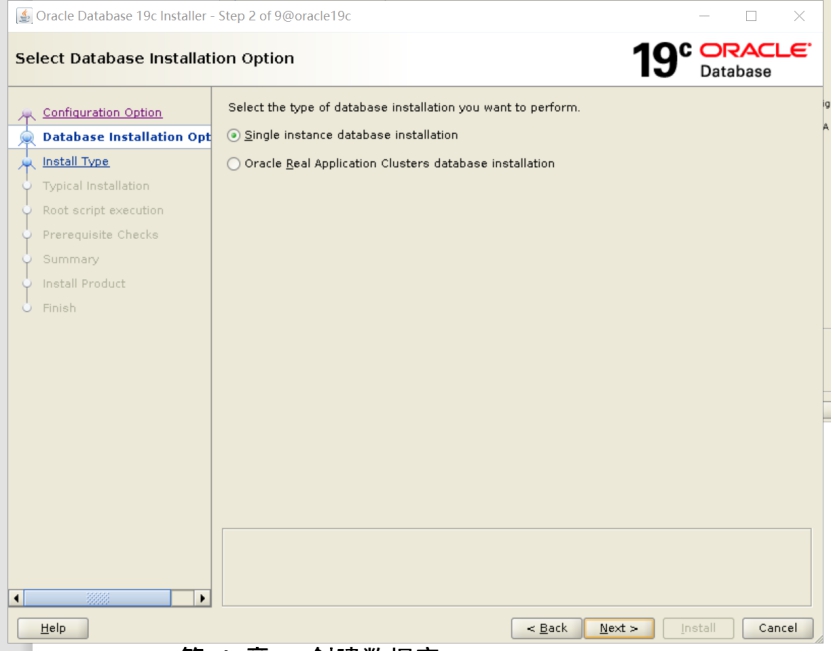 Oracle Database 19c Installer - Step 2 of 9@oracle19c
Select Database Installation Option
19c ORACLE
Database
Configuration Option
Database Installation Opt
Install Type
Typical Installation
Root script execution
Prerequisite Checks
Summary
Install Product
Finish
Select the type of database installation you want to perform.
Single instance database installation
Oracle Real Application Clusters database installation
Help
< Back
Next >
Install
Cancel